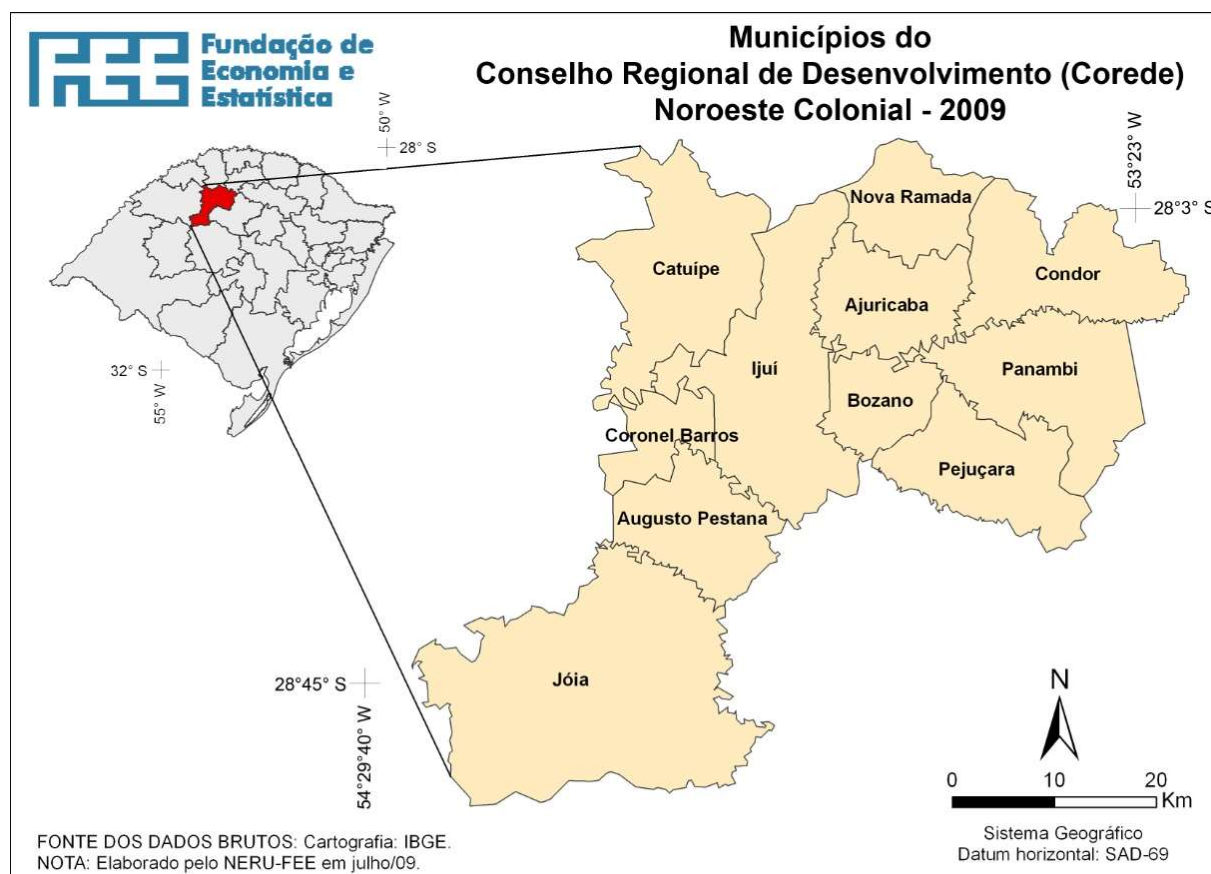 FEE
Fundação de
Economia e
Estatística
Municípios do
Conselho Regional de Desenvolvimento (Corede)
Noroeste Colonial - 2009
50° W
28° S
53°23" W
28°3" S
Nova Ramada
Catuípe
Condor
Ajuricaba
Ijuí
Panambi
32° S
55° W
Bozano
Coronel Barros
Pejuçara
Augusto Pestana
Jóia
28°45" S
54°29'40" W
N
0 10 20
Km
Sistema Geográfico
Datum horizontal: SAD-69
FONTE DOS DADOS BRUTOS: Cartografia: IBGE.
NOTA: Elaborado pelo NERU-FEE em julho/09.